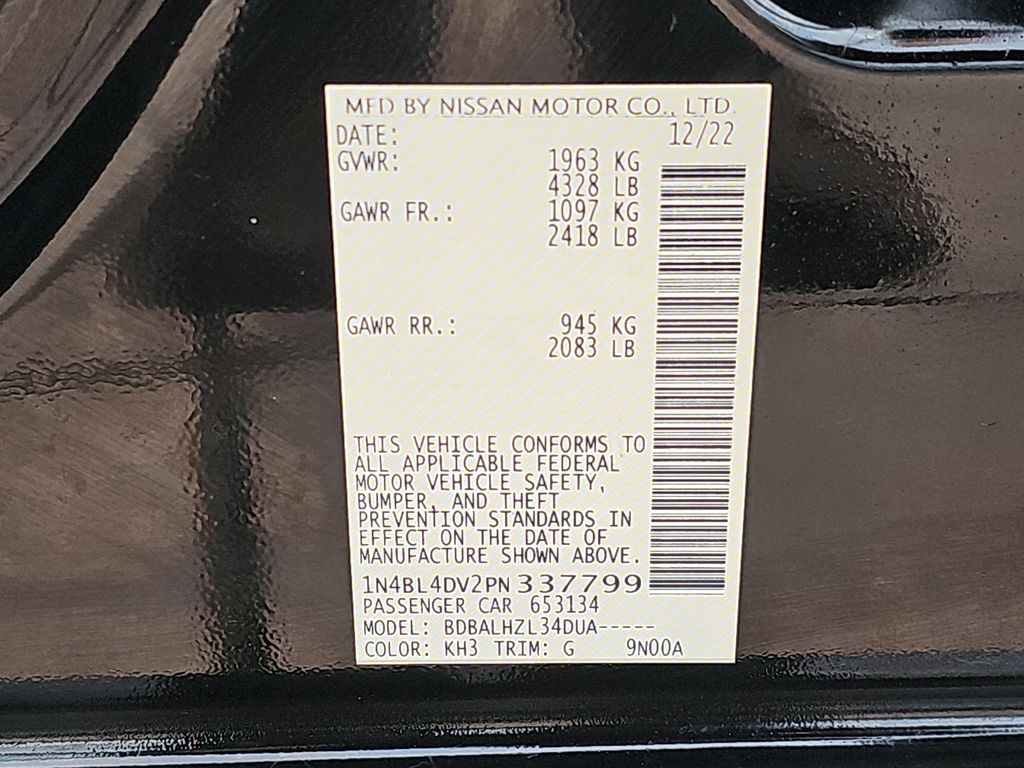 MFD BY NISSAN MOTOR CO., LTD.
DATE: 12/22
GVWR: 1963 KG
4328 LB
GAWR FR.: 1097 KG
2418 LB
GAWR RR.: 945 KG
2083 LB
THIS VEHICLE CONFORMS TO
ALL APPLICABLE FEDERAL
MOTOR VEHICLE SAFETY,
BUMPER, AND THEFT
PREVENTION STANDARDS IN
EFFECT ON THE DATE OF
MANUFACTURE SHOWN ABOVE.
1N4BL4DV2PN337799
PASSENGER CAR 653134
MODEL: BDBALHZL34DUA-----
COLOR: KH3 TRIM: G 9N00A